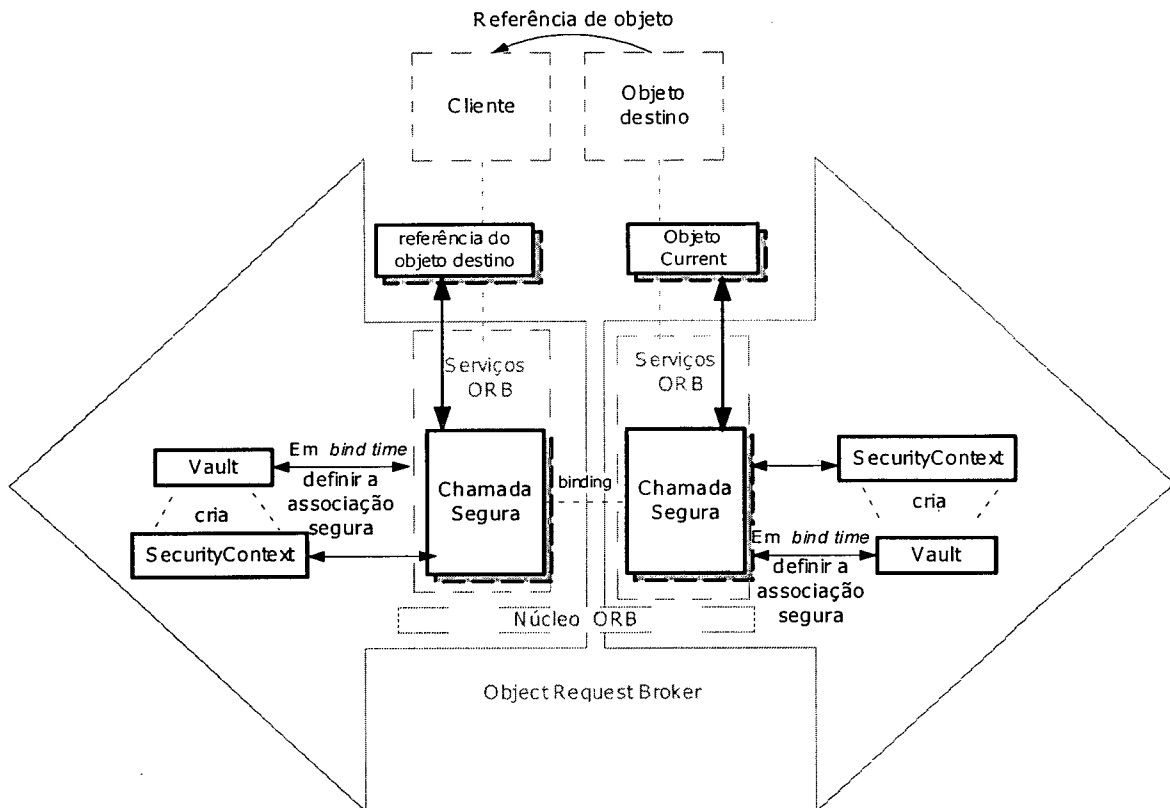 Referência de objeto
Cliente
Objeto
destino
referência do
objeto destino
Objeto
Current
Serviços
ORB
Serviços
ORB
Vault
Em bind time
definir a
associação
segura
cria
SecurityContext
Chamada
Segura
binding
Chamada
Segura
SecurityContext
cria
Em bind time
definir a
associação
segura
Vault
Núcleo ORB
Object Request Broker